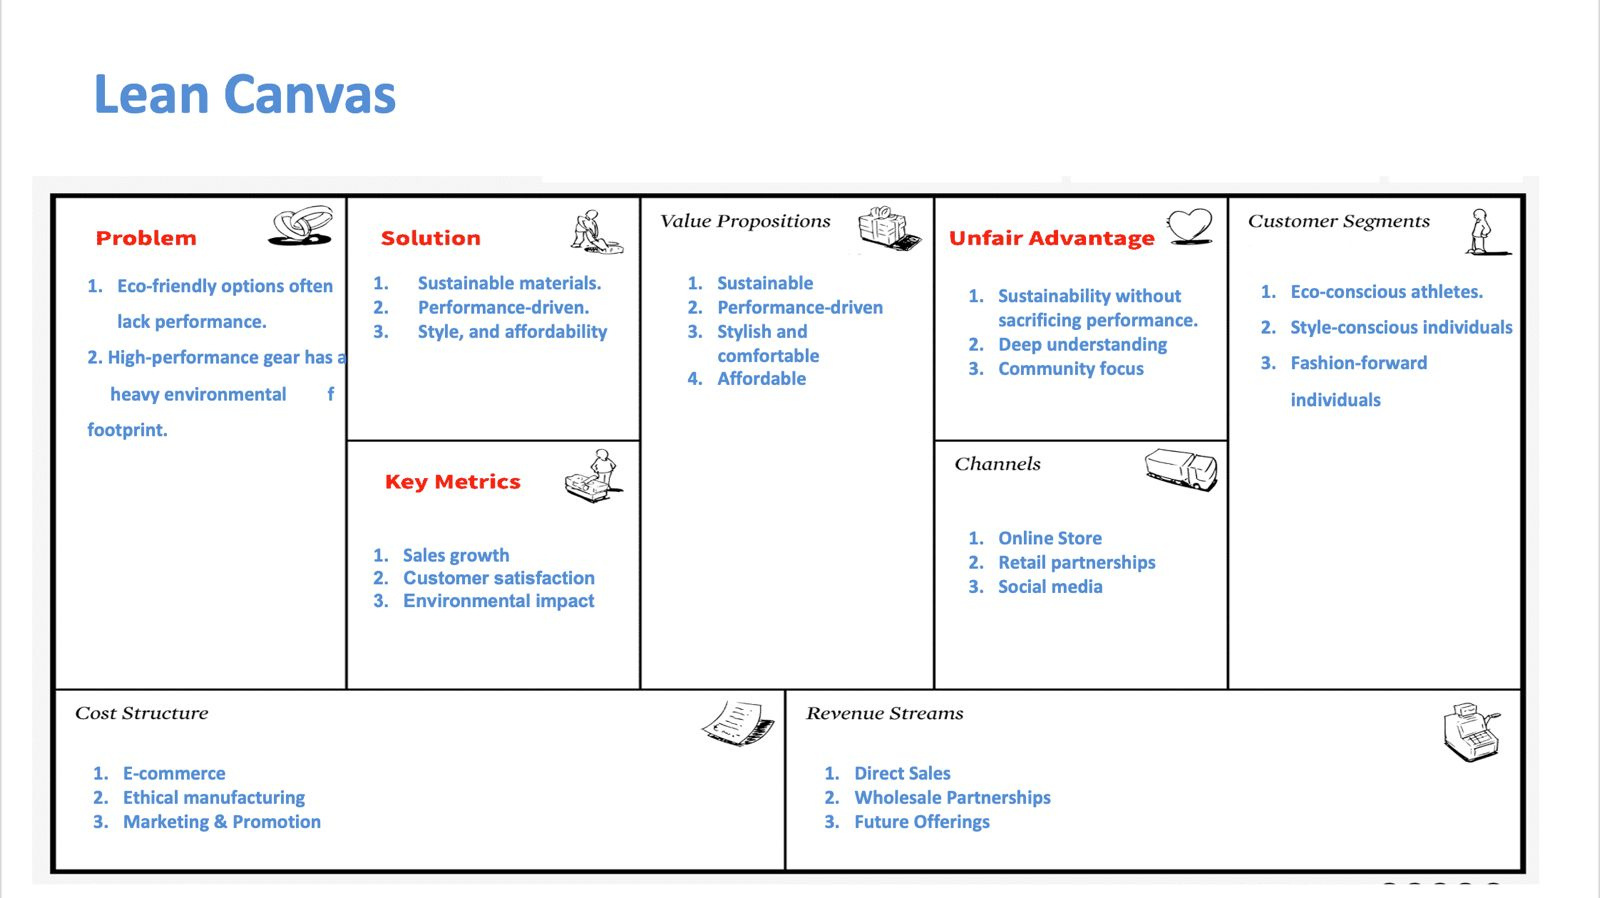 Lean Canvas
Problem
1. Eco-friendly options often
lack performance.
2. High-performance gear has a
heavy environmental f
footprint.
Solution
1. Sustainable materials.
2. Performance-driven.
3. Style, and affordability
Key Metrics
1. Sales growth
2. Customer satisfaction
3. Environmental impact
Value Propositions
1. Sustainable
2. Performance-driven
3. Stylish and
comfortable
4. Affordable
Unfair Advantage
1. Sustainability without
sacrificing performance.
2. Deep understanding
3. Community focus
Channels
1. Online Store
2. Retail partnerships
3. Social media
Customer Segments
1. Eco-conscious athletes.
2. Style-conscious individuals
3. Fashion-forward
individuals
Cost Structure
1. E-commerce
2. Ethical manufacturing
3. Marketing & Promotion
Revenue Streams
1. Direct Sales
2. Wholesale Partnerships
3. Future Offerings